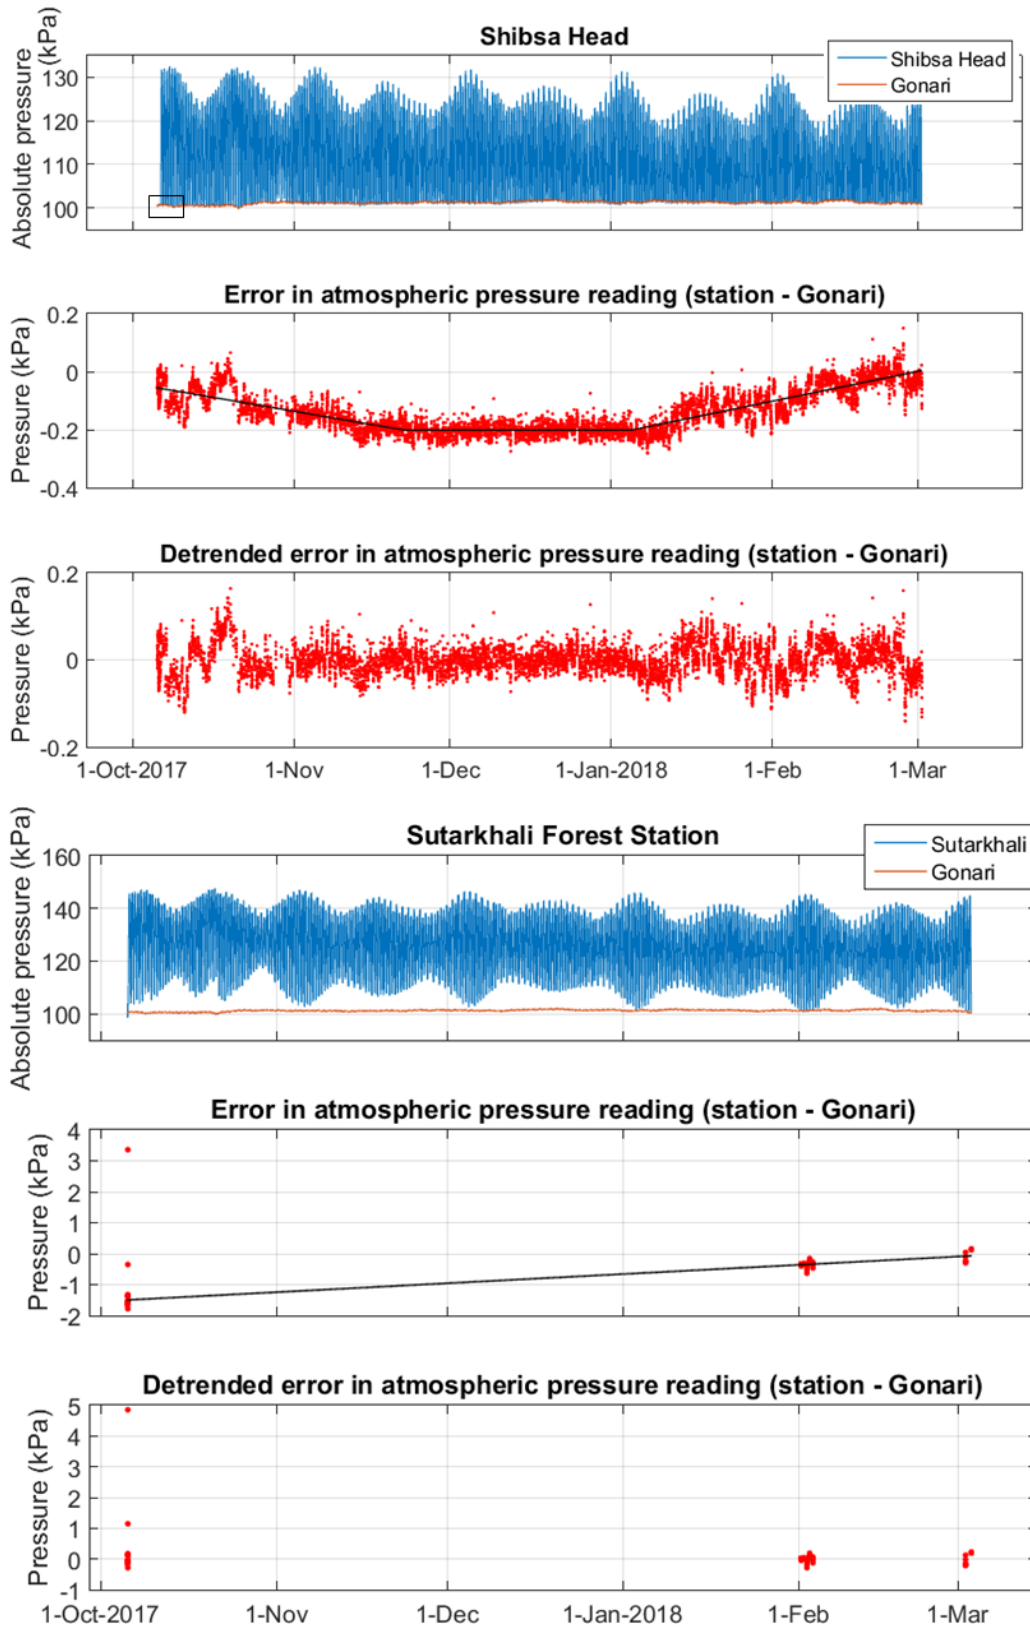 Shibsa Head
Absolute pressure
(kPa)
130
120
110
100
Shibsa Head
Gonari
Error in atmospheric pressure reading (station - Gonari)
Pressure (kPa)
0.2
0
-0.2
-0.4
Detrended error in atmospheric pressure reading (station - Gonari)
Pressure (kPa)
0.2
0
-0.2
1-Oct-2017 1-Nov 1-Dec 1-Jan-2018 1-Feb 1-Mar
Sutarkhali Forest Station
Absolute pressure (kPa)
160
140
120
100
Sutarkhali
Gonari
Error in atmospheric pressure reading (station - Gonari)
Pressure (kPa)
4
3
2
1
0
-1
-2
Detrended error in atmospheric pressure reading (station - Gonari)
Pressure (kPa)
5
4
3
2
1
0
-1
1-Oct-2017 1-Nov 1-Dec 1-Jan-2018 1-Feb 1-Mar